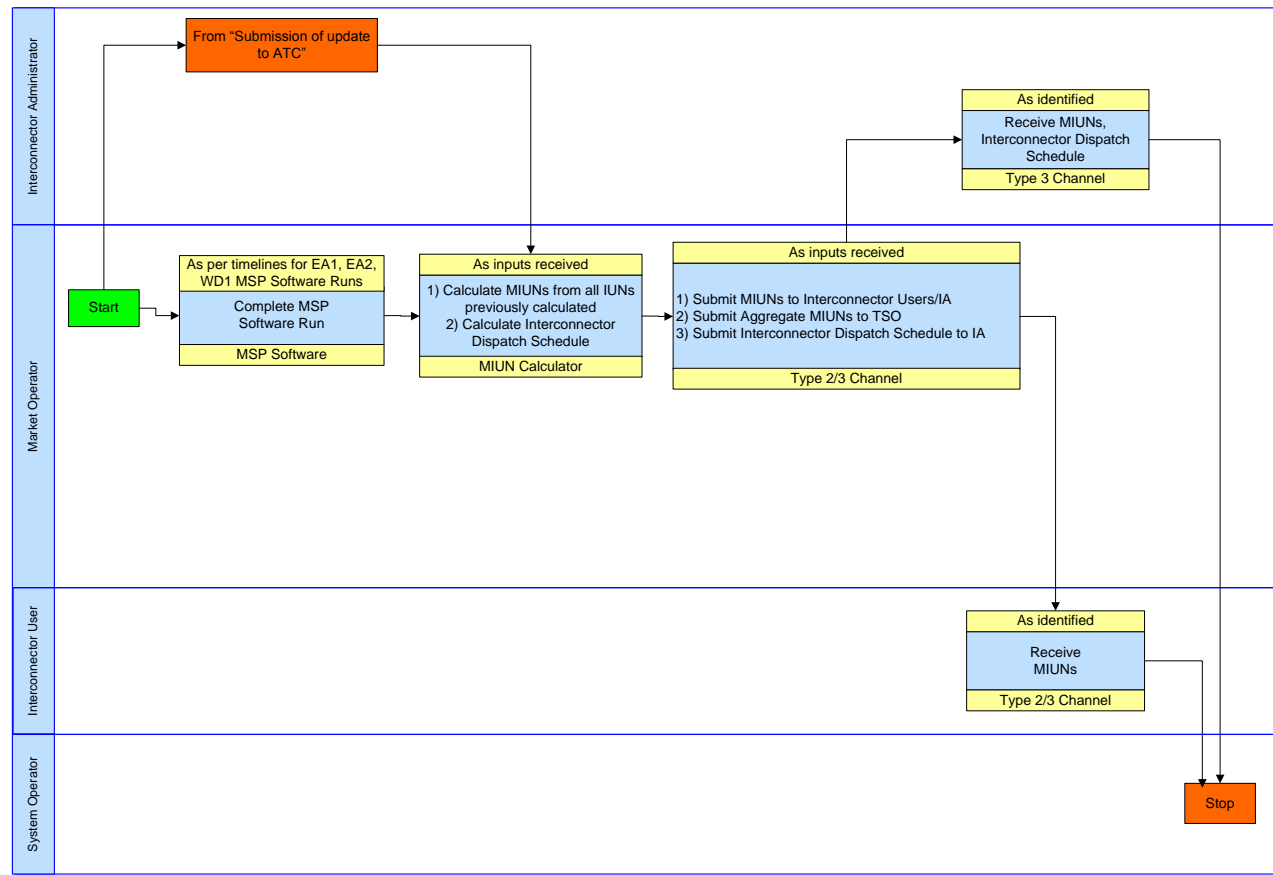 Interconnector Administrator
From “Submission of update
to ATC”
As identified
Receive MIUNs,
Interconnector Dispatch
Schedule
Type 3 Channel
Market Operator
Start
As per timelines for EA1, EA2,
WD1 MSP Software Runs
Complete MSP
Software Run
MSP Software
As inputs received
1) Calculate MIUNs from all IUNs
previously calculated
2) Calculate Interconnector
Dispatch Schedule
MIUN Calculator
As inputs received
1) Submit MIUNs to Interconnector Users/IA
2) Submit Aggregate MIUNs to TSO
3) Submit Interconnector Dispatch Schedule to IA
Type 2/3 Channel
Interconnector User
As identified
Receive
MIUNs
Type 2/3 Channel
System Operator
Stop